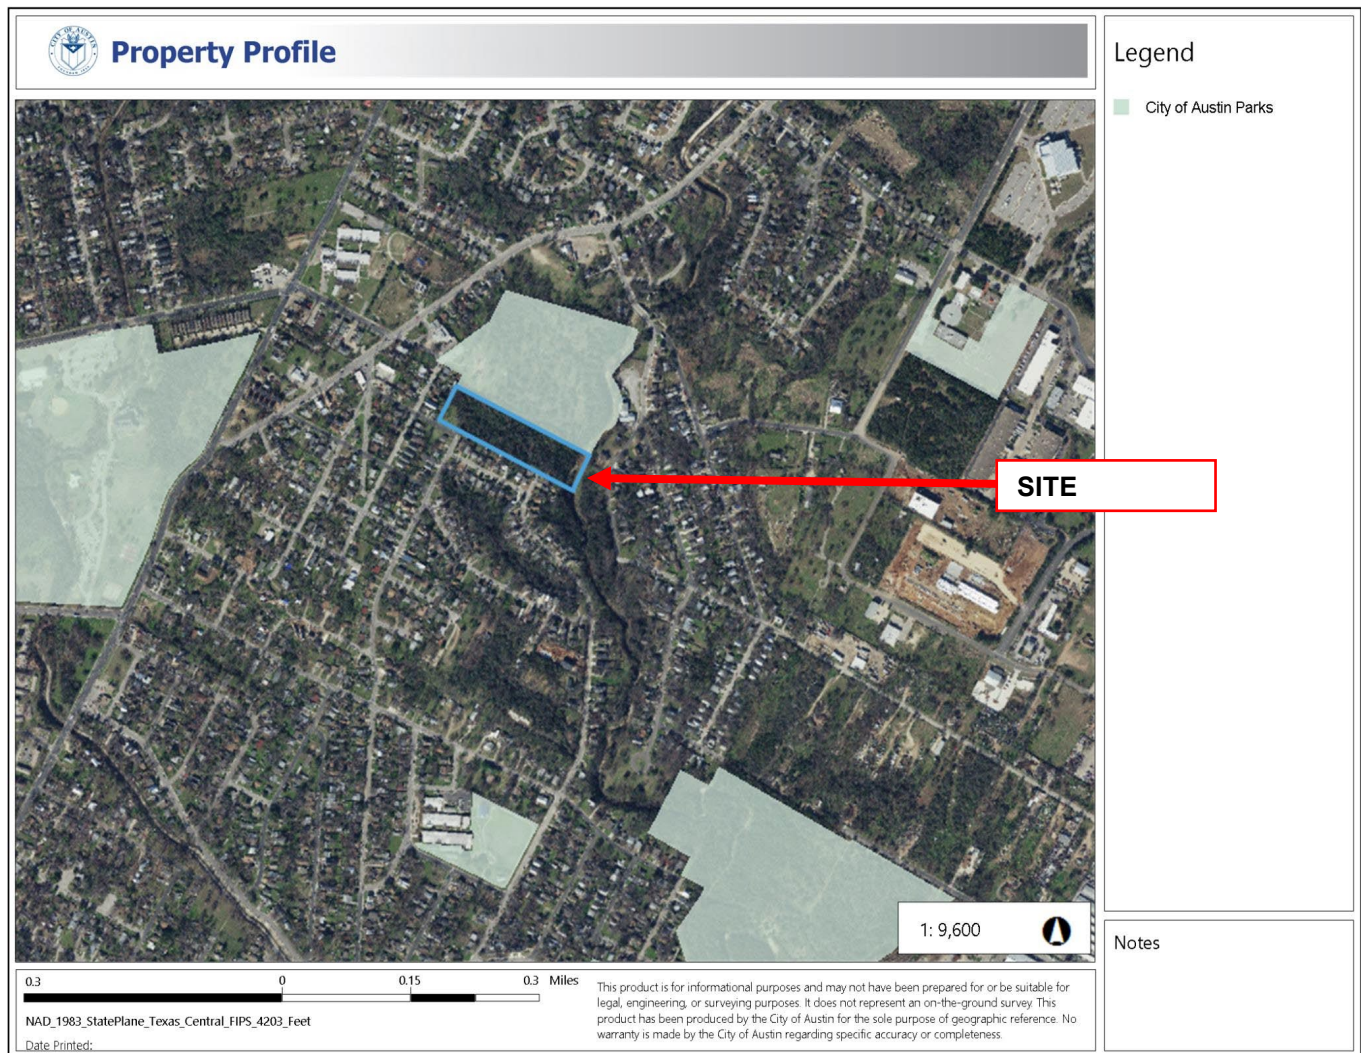 CITY OF AUSTIN
Property Profile
Legend
City of Austin Parks
SITE
1: 9,600
Notes
0.3 0 0.15 0.3 Miles
NAD_1983_StatePlane_Texas_Central_FIPS_4203_Feet
Date Printed:
This product is for informational purposes and may not have been prepared for or be suitable for
legal, engineering, or surveying purposes. It does not represent an on-the-ground survey. This
product has been produced by the City of Austin for the sole purpose of geographic reference. No
warranty is made by the City of Austin regarding specific accuracy or completeness.